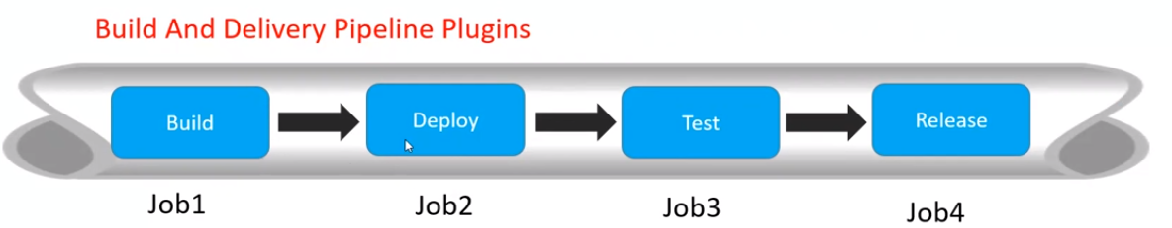 Build And Delivery Pipeline Plugins
Build
Deploy
Test
Release
Job1
Job2
Job3
Job4